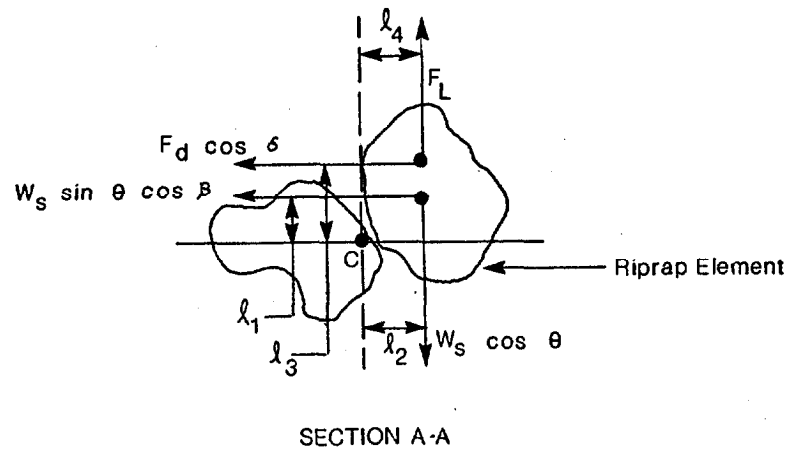 ℓ4
FL
Fd cos δ
Ws sin θ cos β
C
Riprap Element
ℓ1
ℓ2
Ws cos θ
ℓ3
SECTION A-A